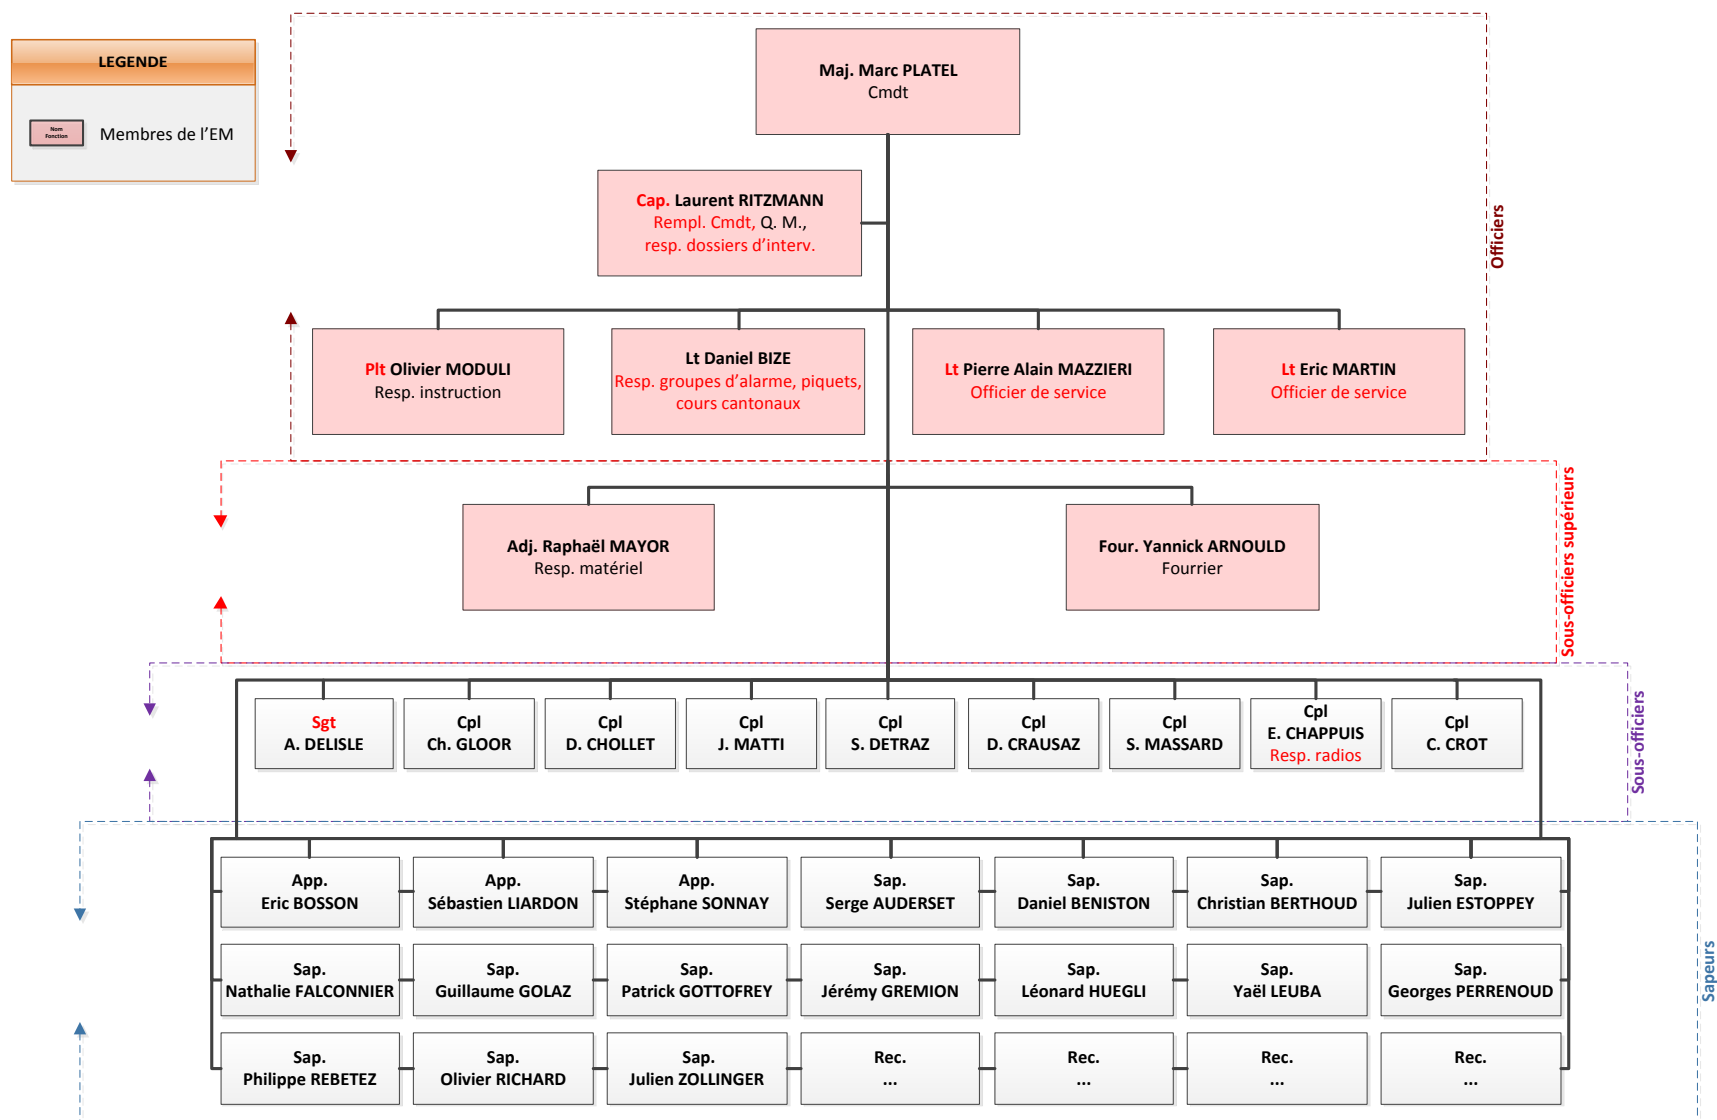 LEGENDE
Nom
Fonction
Membres de l'EM
Maj. Marc PLATEL
Cmdt
Cap. Laurent RITZMANN
Rempl. Cmdt, Q. M.,
resp. dossiers d'interv.
Officiers
Plt Olivier MODULI
Resp. instruction
Lt Daniel BIZE
Resp. groupes d'alarme, piquets,
cours cantonaux
Lt Pierre Alain MAZZIERI
Officier de service
Lt Eric MARTIN
Officier de service
Sous-officiers supérieurs
Adj. Raphaël MAYOR
Resp. matériel
Four. Yannick ARNOULD
Fourrier
Sous-officiers
Sgt
A. DELISLE
Cpl
Ch. GLOOR
Cpl
D. CHOLLET
Cpl
J. MATTI
Cpl
S. DETRAZ
Cpl
D. CRAUSAZ
Cpl
S. MASSARD
Cpl
E. CHAPPUIS
Resp. radios
Cpl
C. CROT
Sapeurs
App.
Eric BOSSON
App.
Sébastien LIARDON
App.
Stéphane SONNAY
Sap.
Serge AUDERSET
Sap.
Daniel BENISTON
Sap.
Christian BERTHOUD
Sap.
Julien ESTOPPEY
Sap.
Nathalie FALCONNIER
Sap.
Guillaume GOLAZ
Sap.
Patrick GOTTOFREY
Sap.
Jérémy GREMION
Sap.
Léonard HUEGLI
Sap.
Yaël LEUBA
Sap.
Georges PERRENOUD
Sap.
Philippe REBETEZ
Sap.
Olivier RICHARD
Sap.
Julien ZOLLINGER
Rec.
...
Rec.
...
Rec.
...
Rec.
...